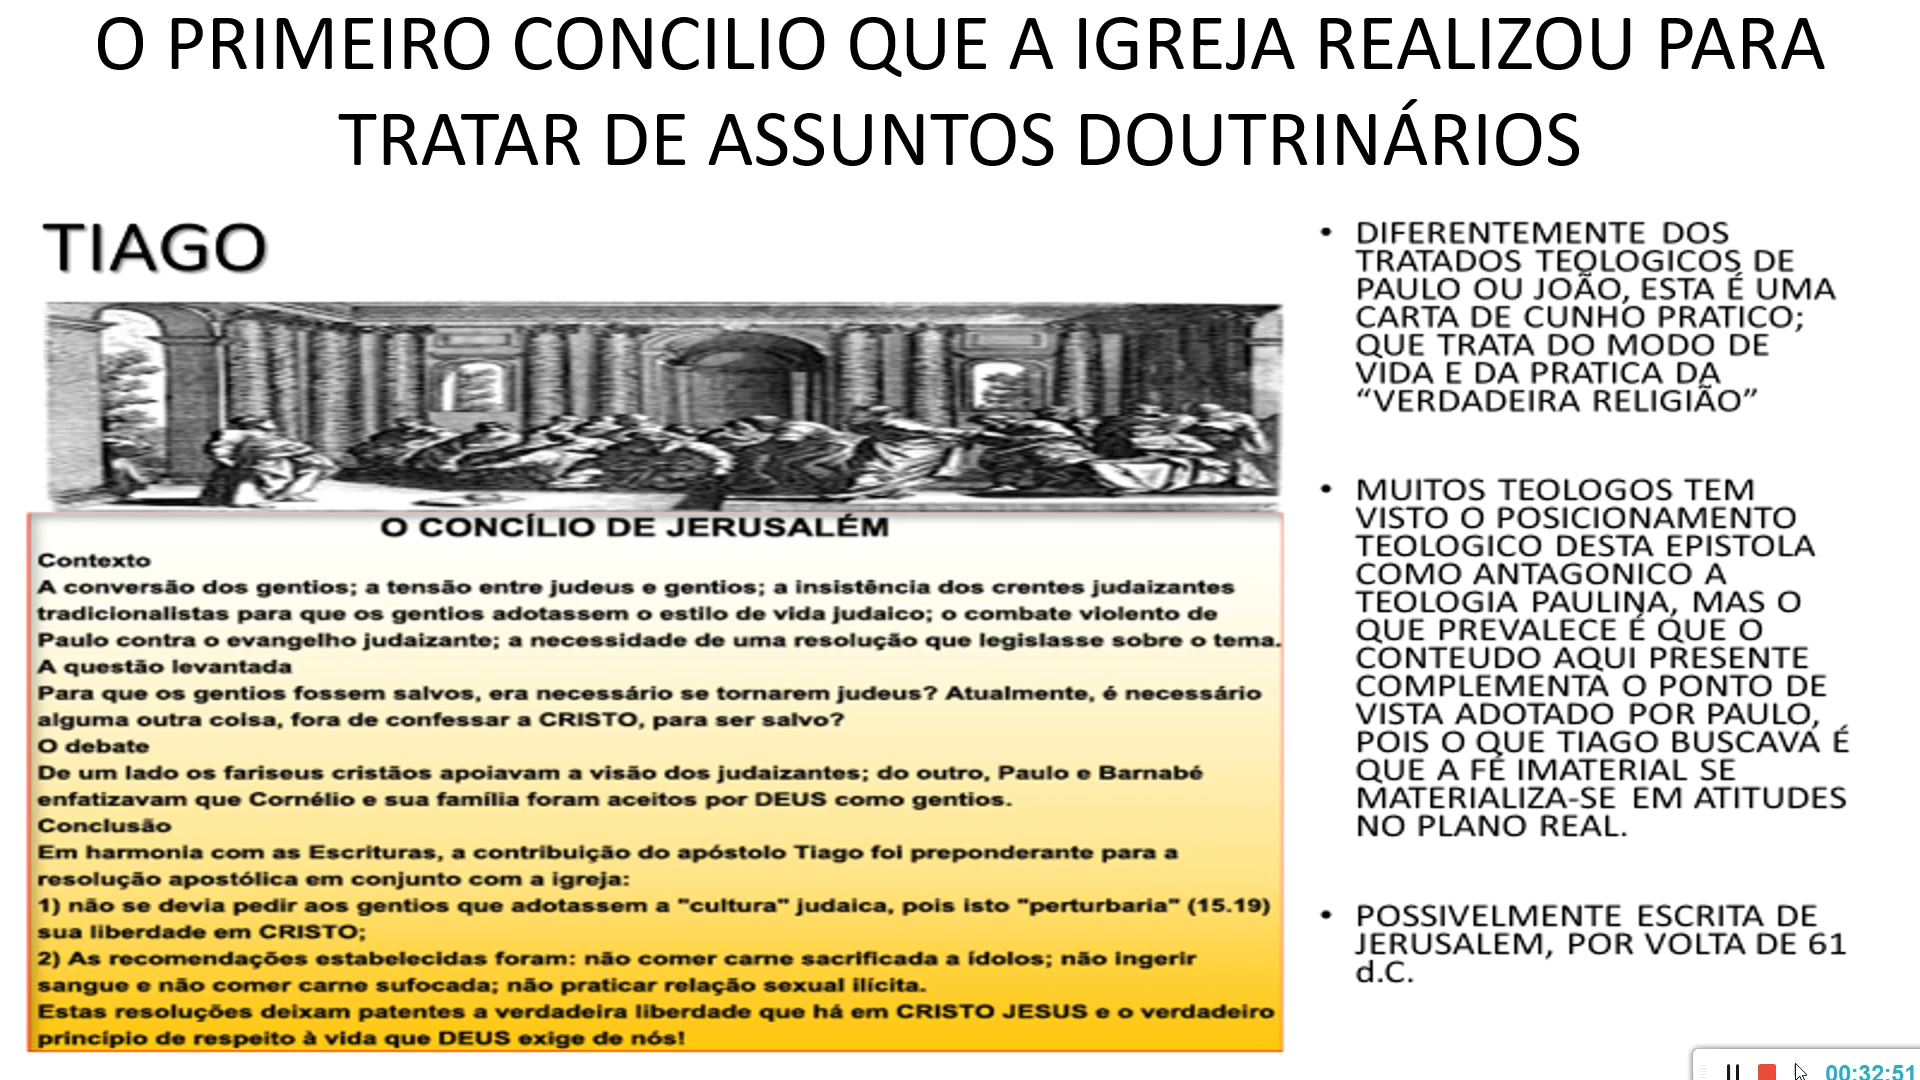 O PRIMEIRO CONCILIO QUE A IGREJA REALIZOU PARA
TRATAR DE ASSUNTOS DOUTRINÁRIOS
TIAGO
O CONCÍLIO DE JERUSALÉM
Contexto
A conversão dos gentios; a tensão entre judeus e gentios; a insistência dos crentes judaizantes
tradicionalistas para que os gentios adotassem o estilo de vida judaico; o combate violento de
Paulo contra o evangelho judaizante; a necessidade de uma resolução que legislasse sobre o tema.
A questão levantada
Para que os gentios fossem salvos, era necessário se tornarem judeus? Atualmente, é necessário
alguma outra coisa, fora de confessar a CRISTO, para ser salvo?
O debate
De um lado os fariseus cristãos apoiavam a visão dos judaizantes; do outro, Paulo e Barnabé
enfatizavam que Cornélio e sua família foram aceitos por DEUS como gentios.
Conclusão
Em harmonia com as Escrituras, a contribuição do apóstolo Tiago foi preponderante para a
resolução apostólica em conjunto com a igreja:
1) não se devia pedir aos gentios que adotassem a "cultura" judaica, pois isto "perturbaria" (15.19)
sua liberdade em CRISTO;
2) As recomendações estabelecidas foram: não comer carne sacrificada a ídolos; não ingerir
sangue e não comer carne sufocada; não praticar relação sexual ilícita.
Estas resoluções deixam patentes a verdadeira liberdade que há em CRISTO JESUS e o verdadeiro
princípio de respeito à vida que DEUS exige de nós!
• DIFERENTEMENTE DOS
TRATADOS TEOLOGICOS DE
PAULO OU JOÃO, ESTA É UMA
CARTA DE CUNHO PRATICO;
QUE TRATA DO MODO DE
VIDA E DA PRATICA DA
“VERDADEIRA RELIGIÃO”
• MUITOS TEOLOGOS TEM
VISTO O POSICIONAMENTO
TEOLOGICO DESTA EPISTOLA
COMO ANTAGONICO A
TEOLOGIA PAULINA, MAS O
QUE PREVALECE É QUE O
CONTEUDO AQUI PRESENTE
COMPLEMENTA O PONTO DE
VISTA ADOTADO POR PAULO,
POIS O QUE TIAGO BUSCAVA É
QUE A FÉ IMATERIAL SE
MATERIALIZA-SE EM ATITUDES
NO PLANO REAL.
• POSSIVELMENTE ESCRITA DE
JERUSALEM, POR VOLTA DE 61
d.C.
00:32:51